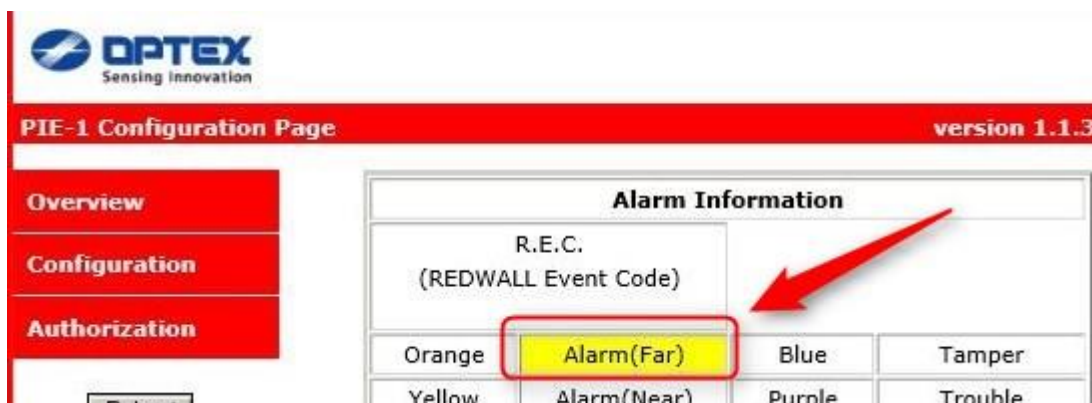 OPTEX
Sensing Innovation
PIE-1 Configuration Page version 1.1.3
Overview
Configuration
Authorization
Alarm Information
R.E.C.
(REDWALL Event Code)
Orange Alarm(Far) Blue Tamper
Yellow Alarm(Near) Purple Trouble